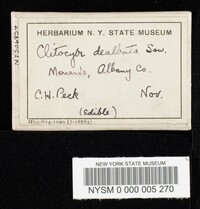 HERBARIUM N. Y. STATE MUSEUM
Clitocybe dealbata Sow.
Menands, Albany Co.
C. H. Peck Nov.
(edible)
NEW YORK STATE MUSEUM
NYSM 0 000 005 270